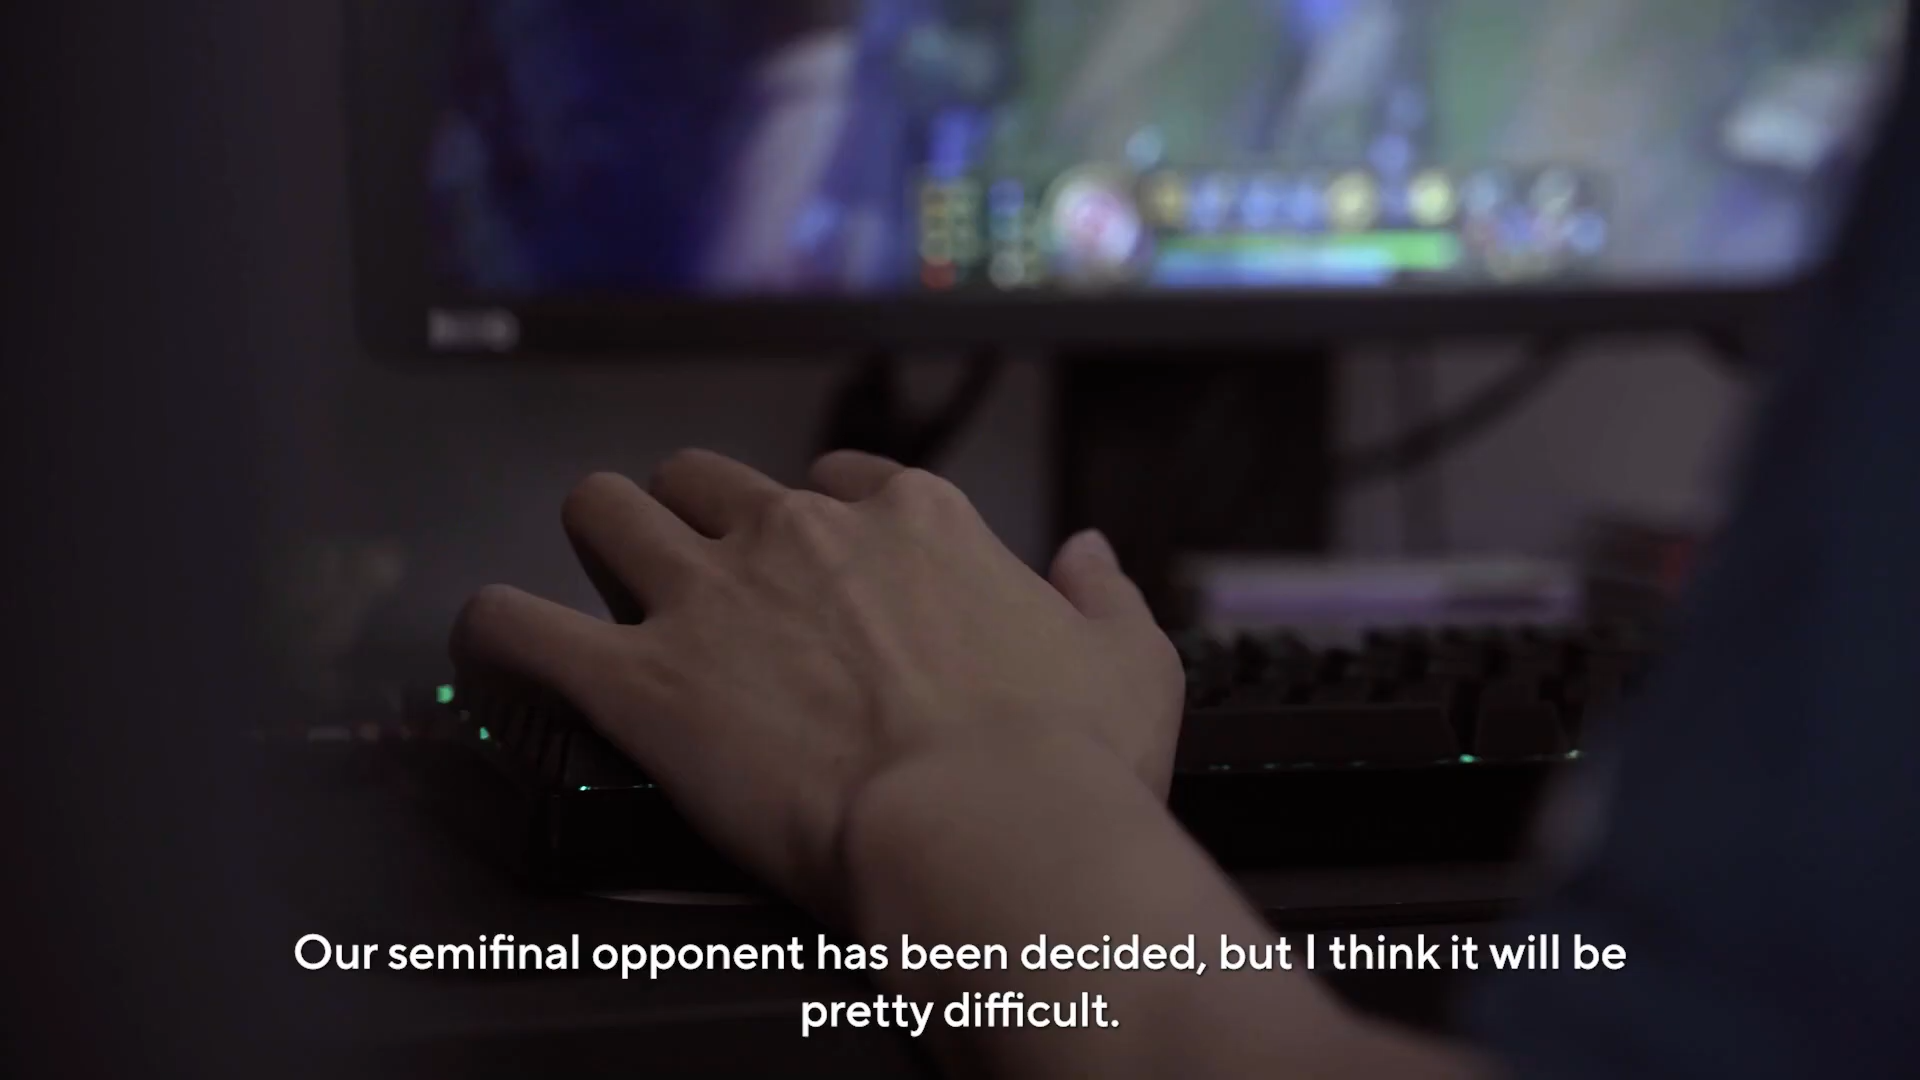 Our semifinal opponent has been decided, but I think it will be
pretty difficult.